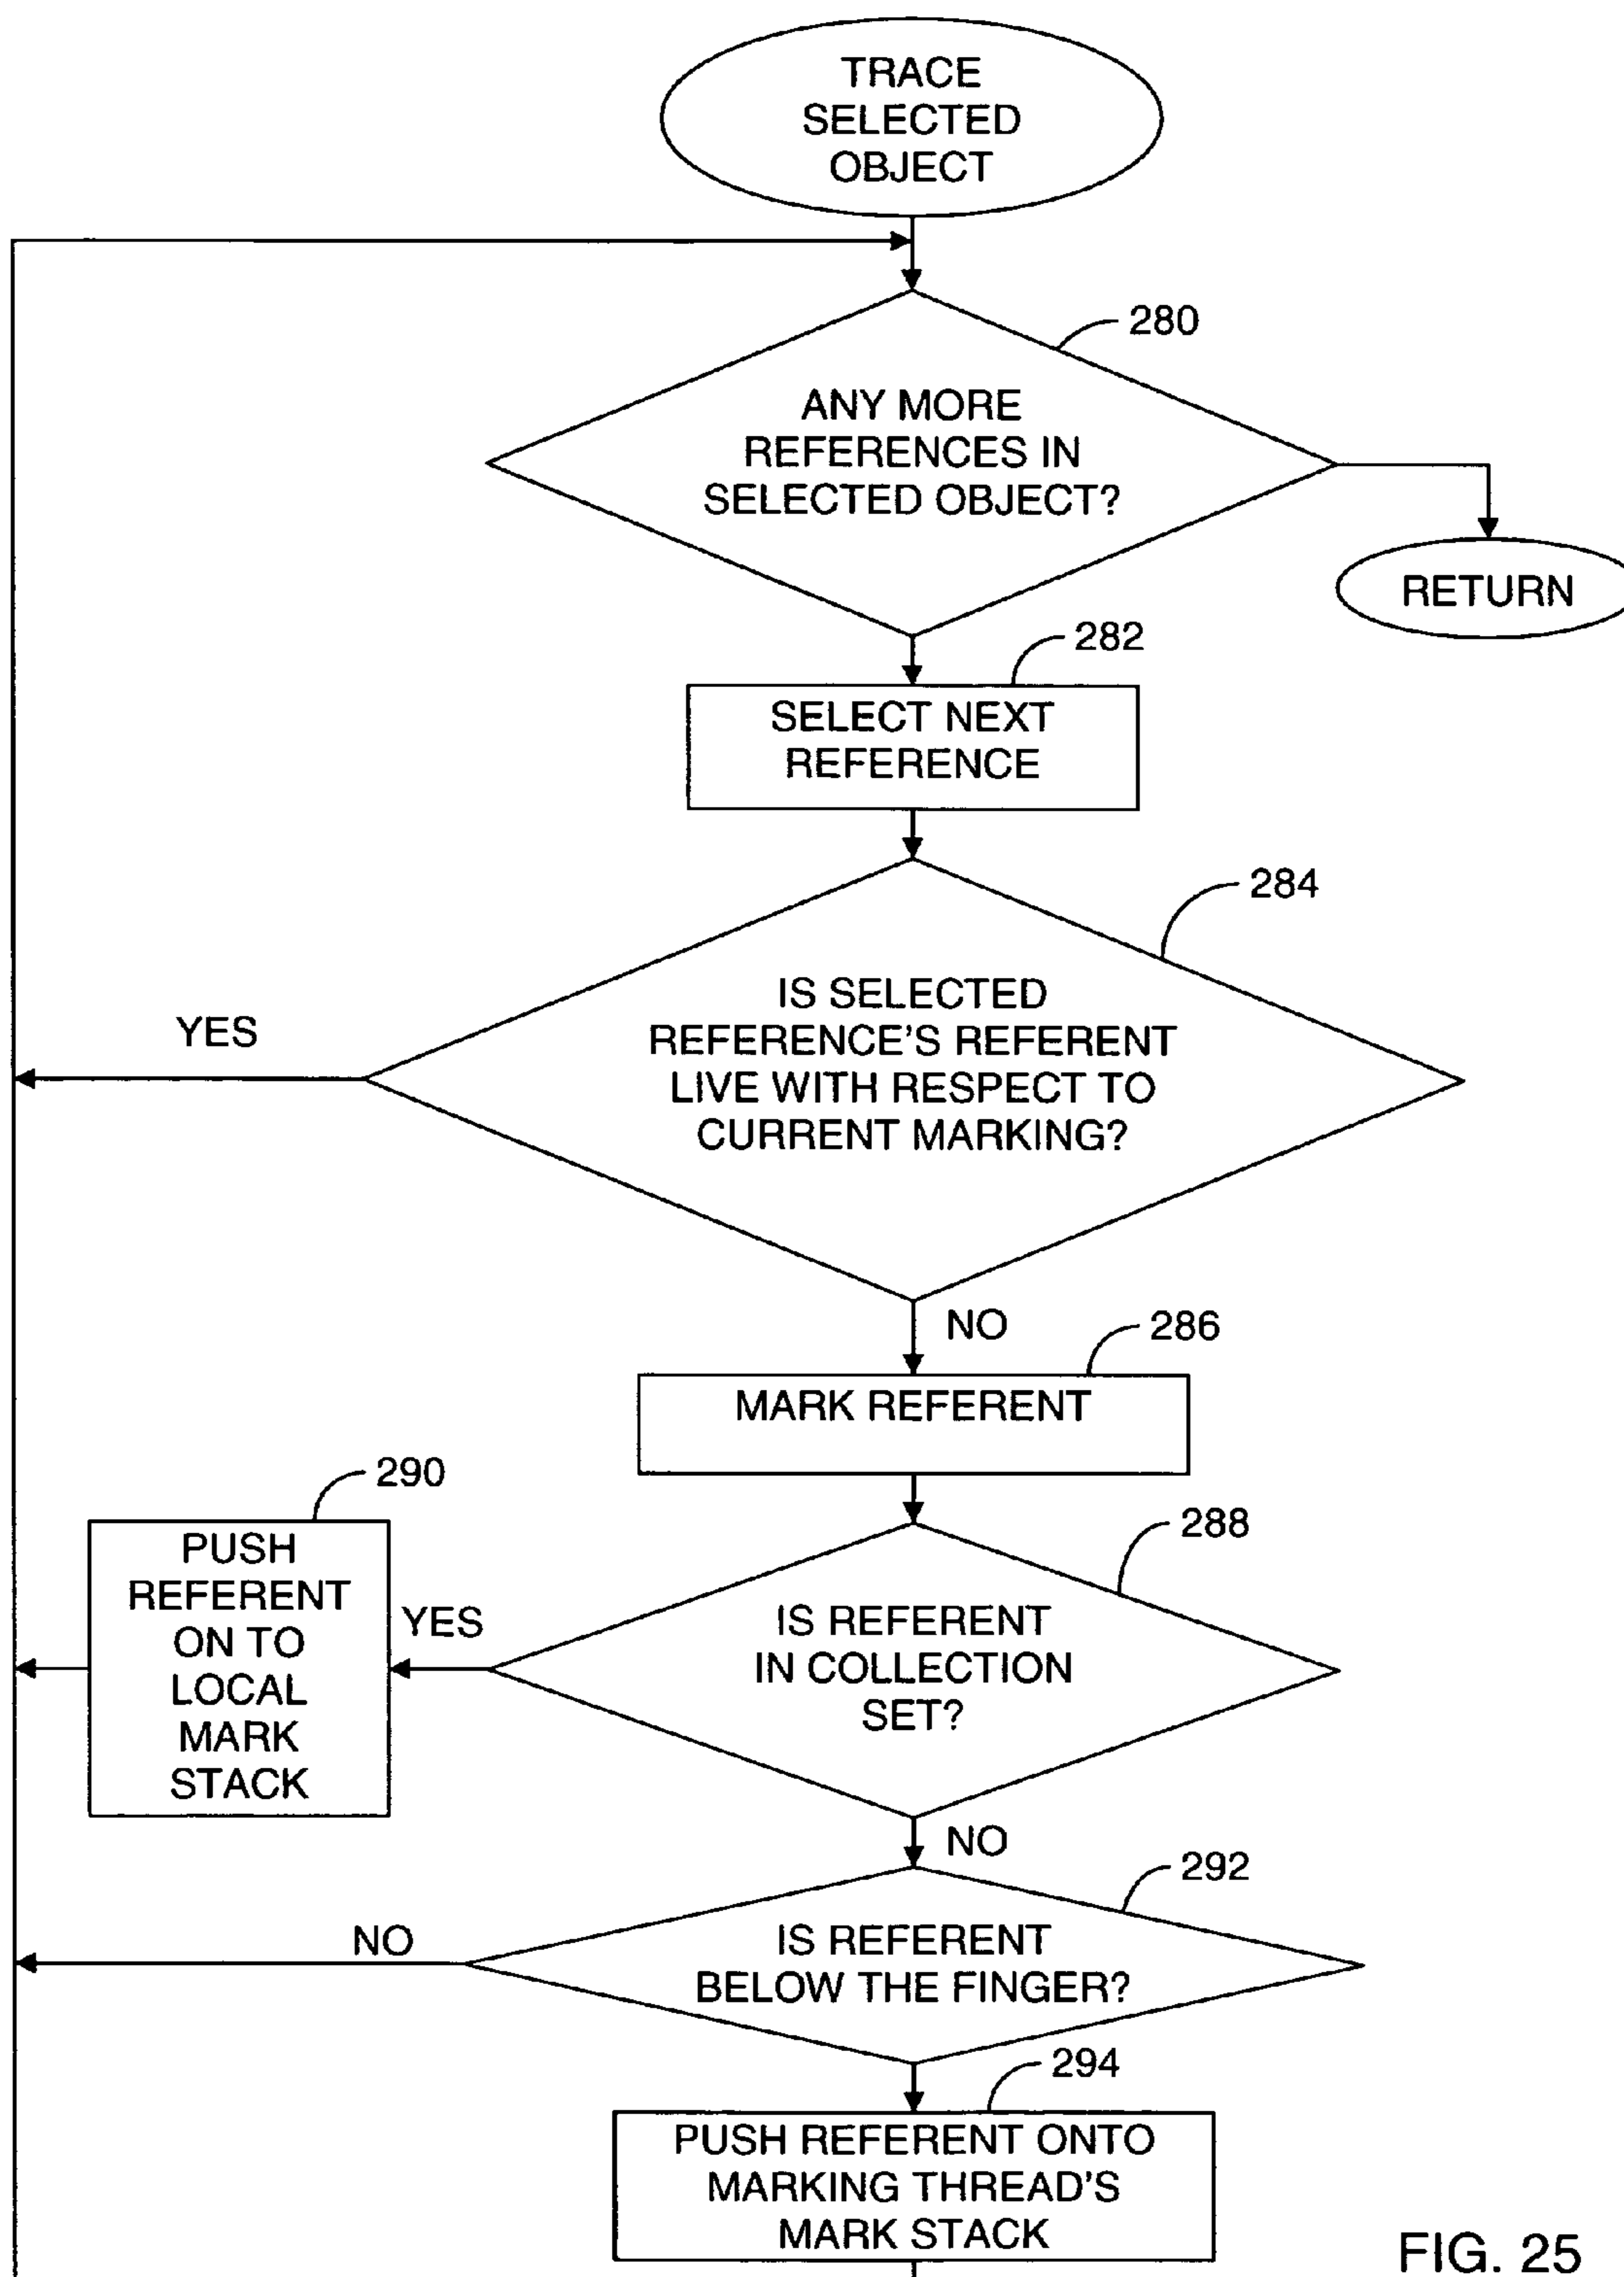 TRACE
SELECTED
OBJECT
280
ANY MORE
REFERENCES IN
SELECTED OBJECT?
RETURN
282
SELECT NEXT
REFERENCE
284
IS SELECTED
REFERENCE'S REFERENT
LIVE WITH RESPECT TO
CURRENT MARKING?
YES
NO
286
MARK REFERENT
288
IS REFERENT
IN COLLECTION
SET?
YES
290
PUSH
REFERENT
ON TO
LOCAL
MARK
STACK
NO
292
IS REFERENT
BELOW THE FINGER?
NO
294
PUSH REFERENT ONTO
MARKING THREAD'S
MARK STACK
FIG. 25